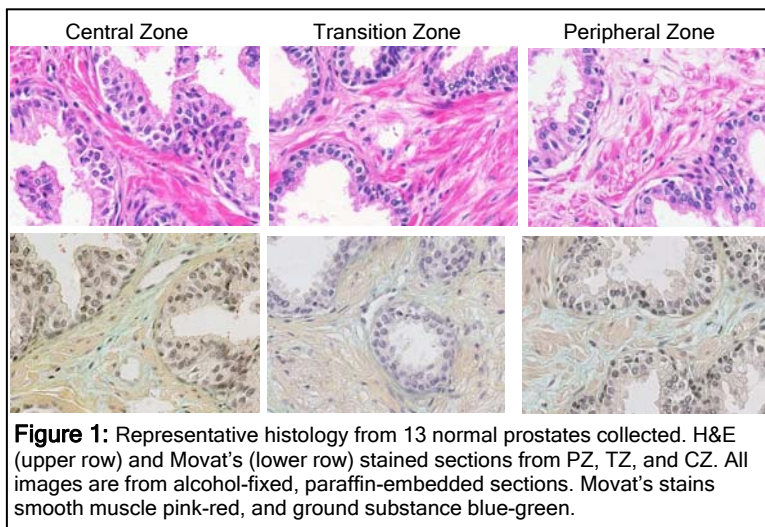 Central Zone Transition Zone Peripheral Zone
Figure 1: Representative histology from 13 normal prostates collected. H&E
(upper row) and Movat's (lower row) stained sections from PZ, TZ, and CZ. All
images are from alcohol-fixed, paraffin-embedded sections. Movat's stains
smooth muscle pink-red, and ground substance blue-green.